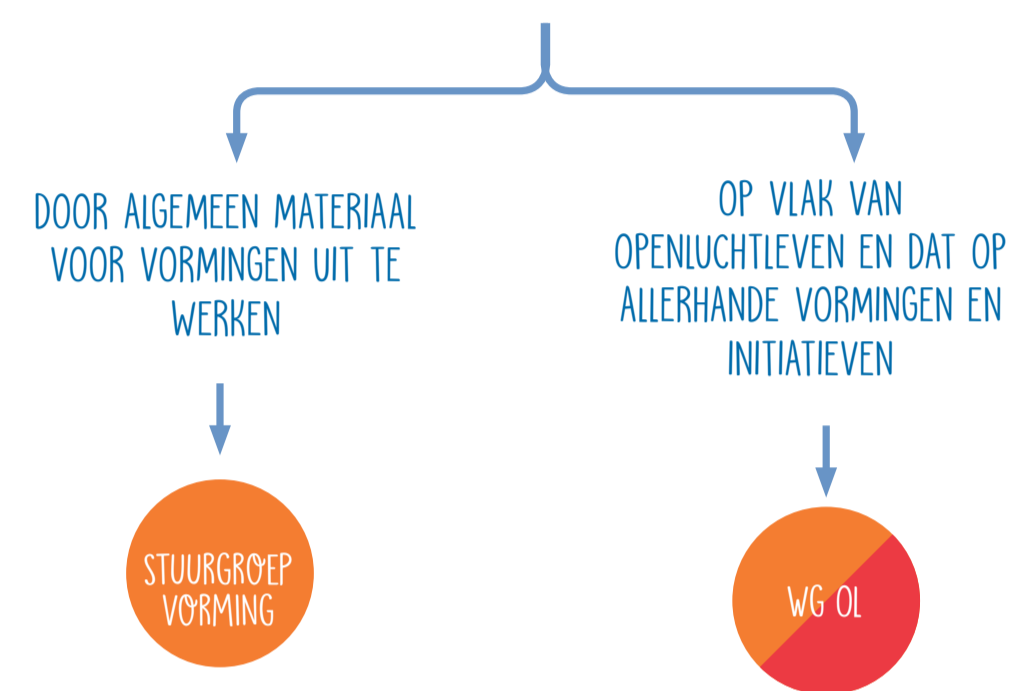 DOOR ALGEMEEN MATERIAAL
VOOR VORMINGEN UIT TE
WERKEN
OP VLAK VAN
OPENLUCHTLEVEN EN DAT OP
ALLERHANDE VORMINGEN EN
INITIATIEVEN
STUURGROEP
VORMING
WG OL